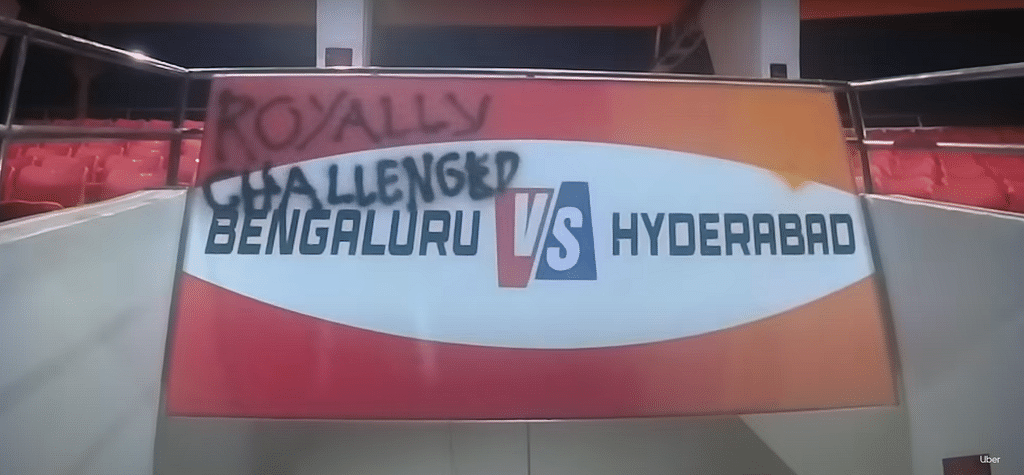 ROYALLY
CHALLENGED
BENGALURU VS HYDERABAD
Uber